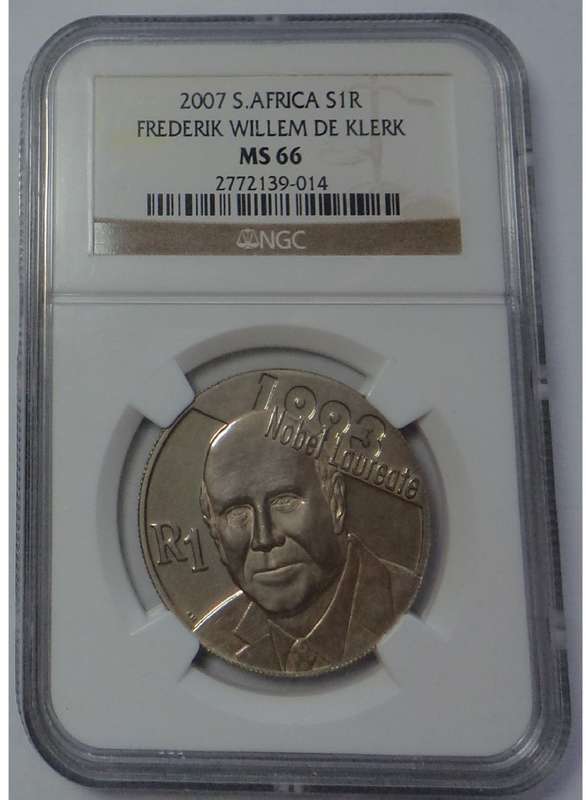 2007 S.AFRICA S1R
FREDERIK WILLEM DE KLERK
MS 66
2772139-014
NGC
1993
Nobel Laureate
R1